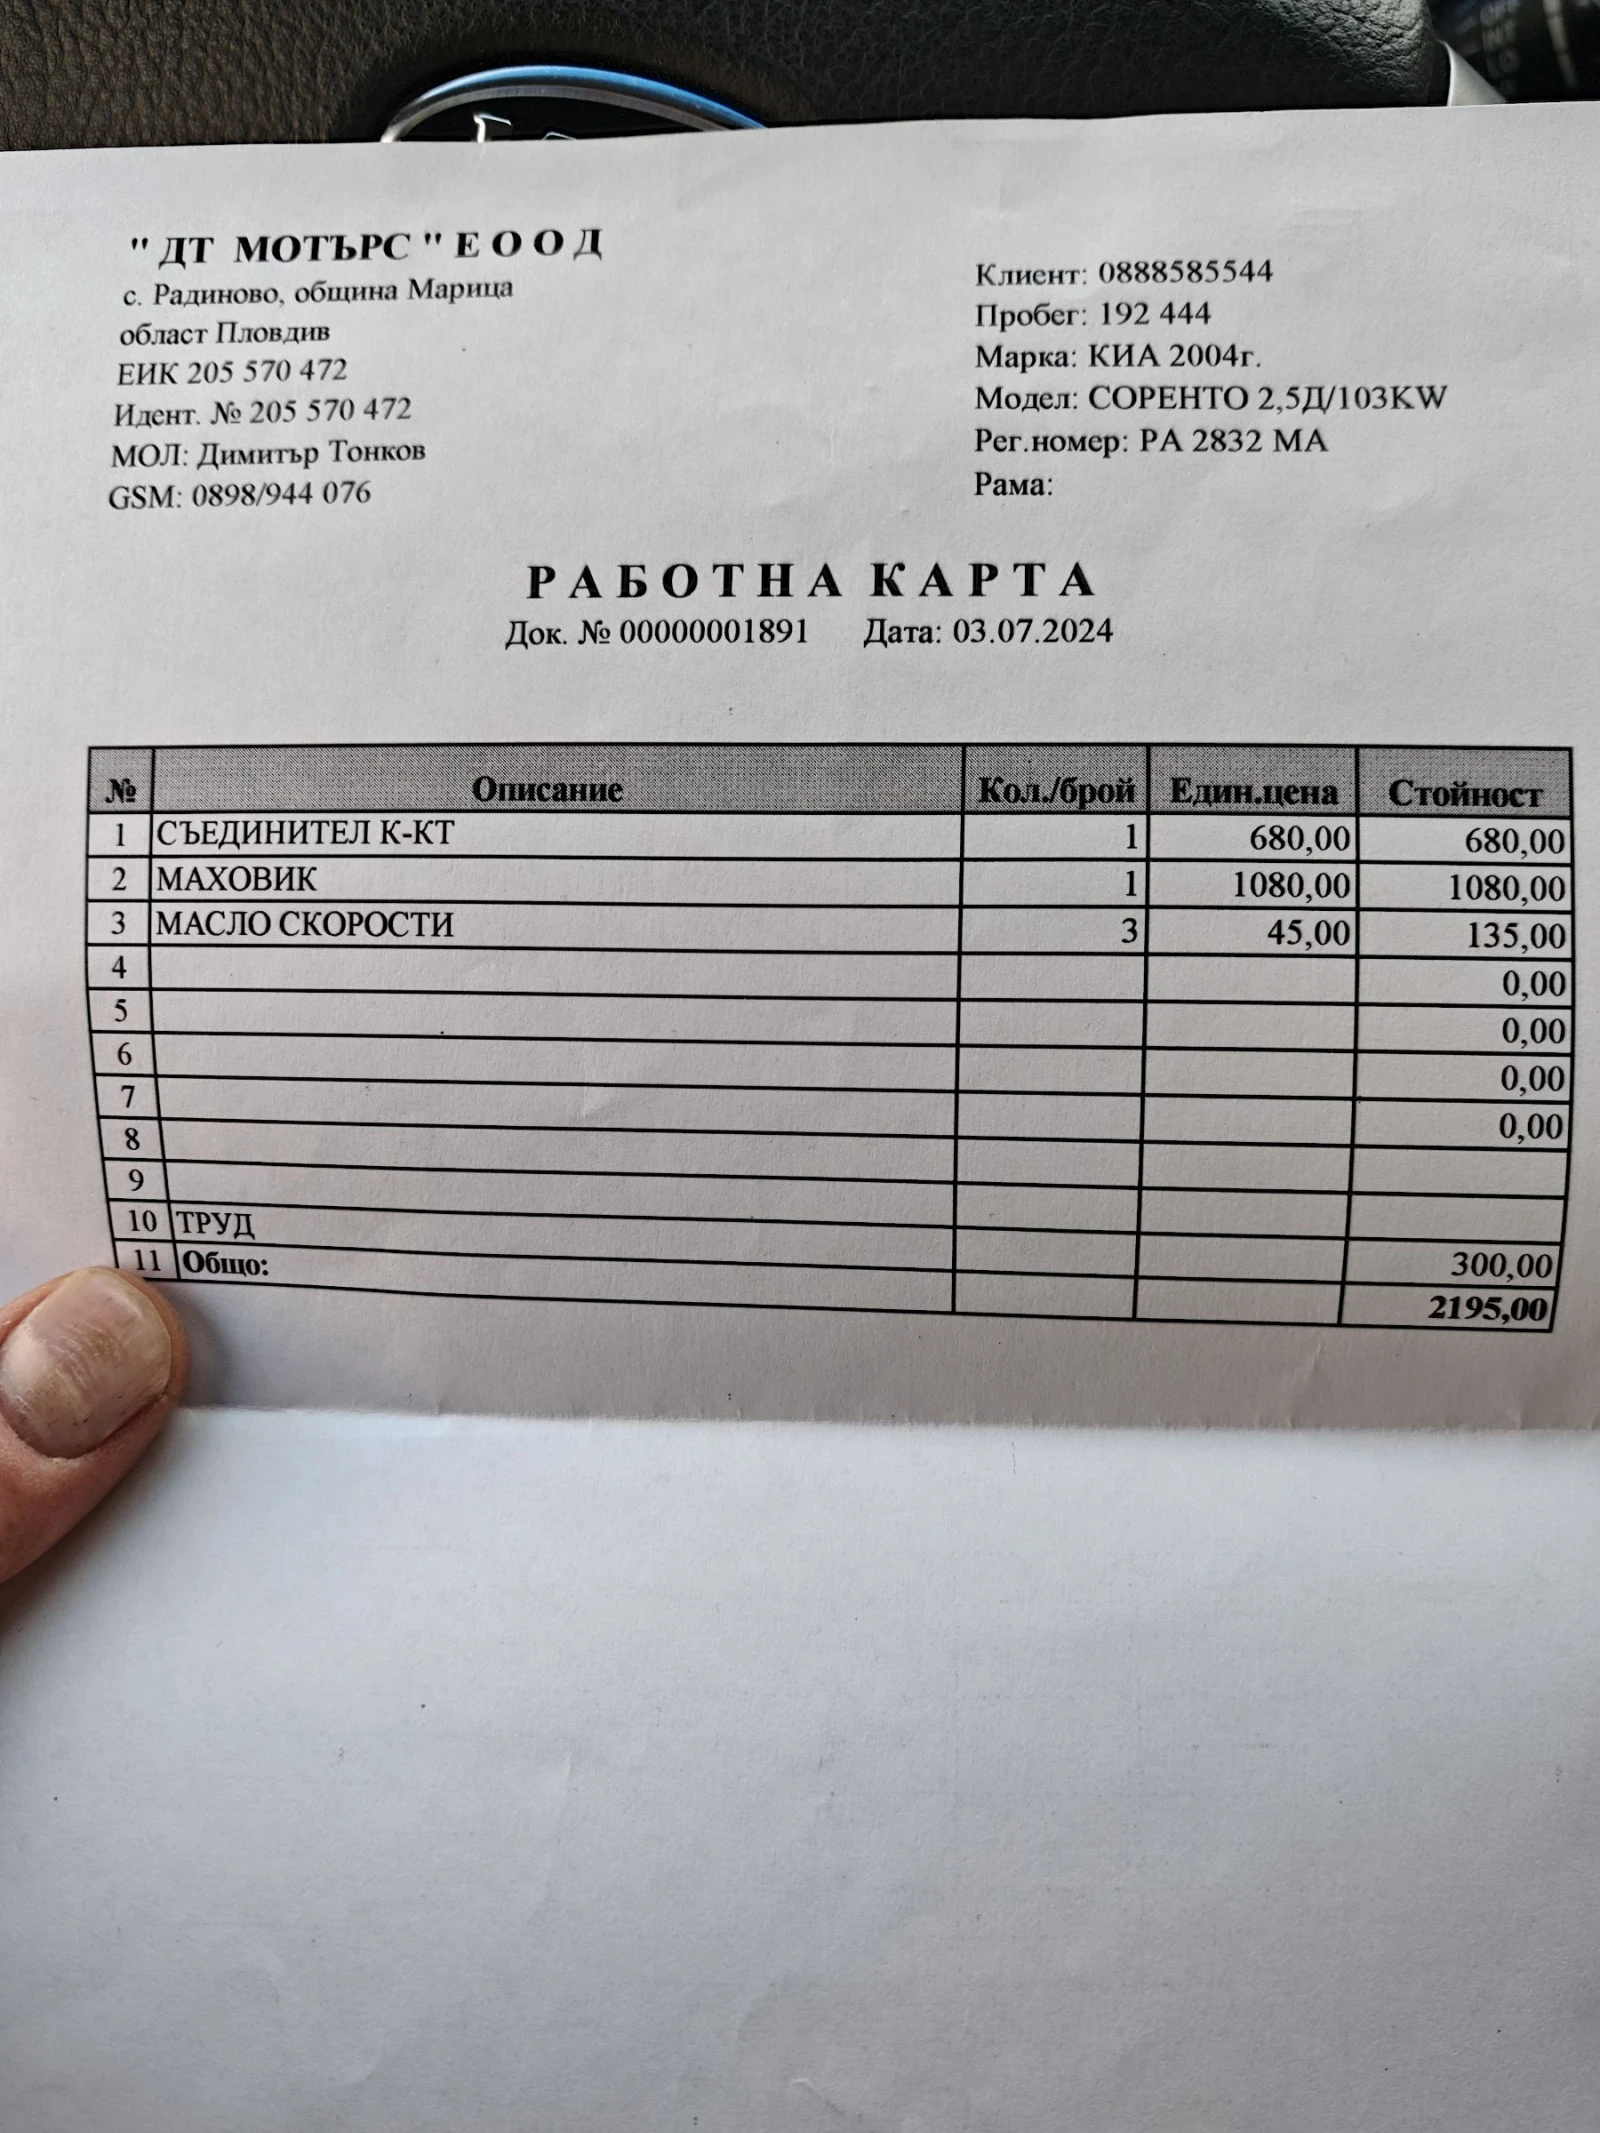 " ДТ МОТЪРС " Е О О Д
с. Радиново, община Марица
област Пловдив
ЕИК 205 570 472
Идент. № 205 570 472
МОЛ: Димитър Тонков
GSM: 0898/944 076
Клиент: 0888585544
Пробег: 192 444
Марка: КИА 2004г.
Модел: СОРЕНТО 2,5Д/103KW
Рег.номер: РА 2832 МА
Рама:
Р А Б О Т Н А К А Р Т А
Док. № 00000001891 Дата: 03.07.2024
№ Описание Кол./брой Един.цена Стойност
1 СЪЕДИНИТЕЛ К-КТ 1 680,00 680,00
2 МАХОВИК 1 1080,00 1080,00
3 МАСЛО СКОРОСТИ 3 45,00 135,00
4 0,00
5 0,00
6 0,00
7 0,00
8
9
10 ТРУД 300,00
11 Общо: 2195,00